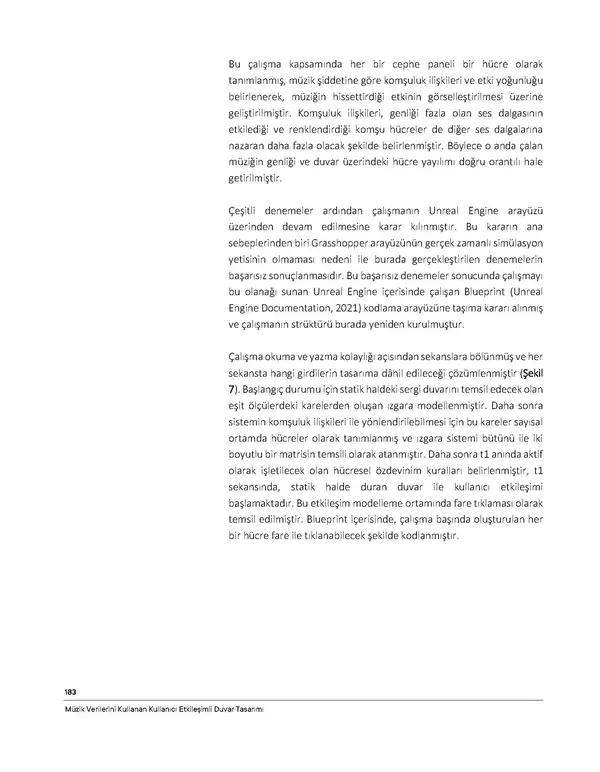 Bu çalışma kapsamında her bir cephe paneli bir hücre olarak
tanımlanmış, müzik şiddetine göre komşuluk ilişkileri ve etki yoğunluğu
belirlenerek, müziğin hissettirdiği etkinin görselleştirilmesi üzerine
geliştirilmiştir. Komşuluk ilişkileri, genliği fazla olan ses dalgasının
etkilediği ve renklendirdiği komşu hücreler de diğer ses dalgalarına
nazaran daha fazla olacak şekilde belirlenmiştir. Böylece o anda çalan
müziğin genliği ve duvar üzerindeki hücre yayılımı doğru orantılı hale
getirilmiştir.
Çeşitli denemeler ardından çalışmanın Unreal Engine arayüzü
üzerinden devam edilmesine karar kılınmıştır. Bu kararın ana
sebeplerinden biri Grasshopper arayüzünün gerçek zamanlı simülasyon
yetisinin olmaması nedeni ile burada gerçekleştirilen denemelerin
başarısız sonuçlanmasıdır. Bu başarısız denemeler sonucunda çalışmayı
bu olanağı sunan Unreal Engine içerisinde çalışan Blueprint (Unreal
Engine Documentation, 2021) kodlama arayüzüne taşıma kararı alınmış
ve çalışmanın strüktürü burada yeniden kurulmuştur.
Çalışma okuma ve yazma kolaylığı açısından sekanslara bölünmüş ve her
sekansta hangi girdilerin tasarıma dâhil edileceği çözümlenmiştir (Şekil
7). Başlangıç durumu için statik haldeki sergi duvarını temsil edecek olan
eşit ölçülerdeki karelerden oluşan ızgara modellenmiştir. Daha sonra
sistemin komşuluk ilişkileri ile yönlendirilebilmesi için bu kareler sayısal
ortamda hücreler olarak tanımlanmış ve ızgara sistemi bütünü ile iki
boyutlu bir matrisin temsili olarak atanmıştır. Daha sonra t1 anında aktif
olarak işletilecek olan hücresel özdevinim kuralları belirlenmiştir, t1
sekansında, statik halde duran duvar ile kullanıcı etkileşimi
başlamaktadır. Bu etkileşim modelleme ortamında fare tıklaması olarak
temsil edilmiştir. Blueprint içerisinde, çalışma başında oluşturulan her
bir hücre fare ile tıklanabilecek şekilde kodlanmıştır.
183
Müzik Verilerini Kullanan Kullanıcı Etkileşimli Duvar Tasarımı